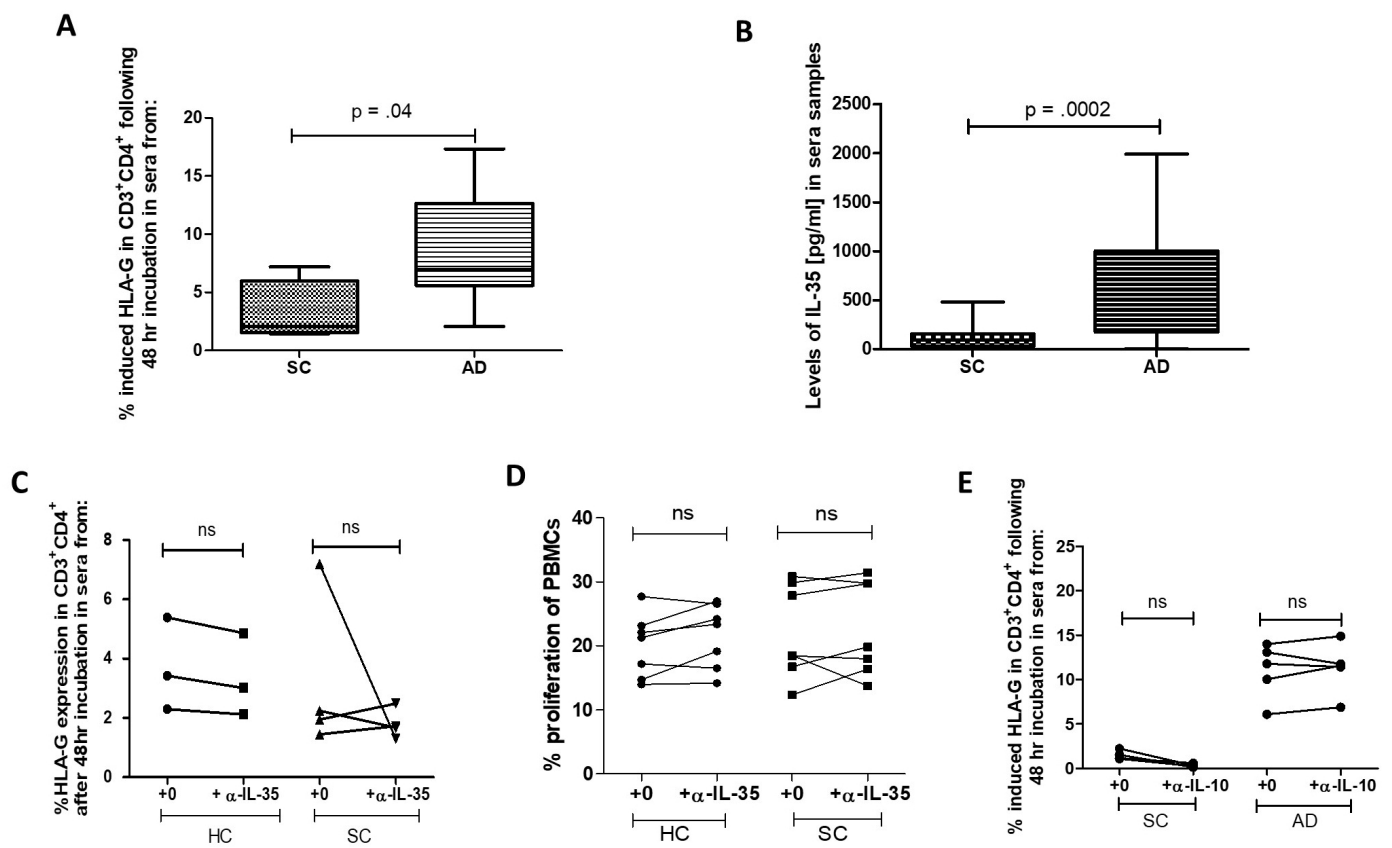 A
% induced HLA-G in CD3+CD4+ following
48 hr incubation in sera from:
20
15
10
5
0
p = .04
SC
AD
B
Levels of IL-35 [pg/ml] in sera samples
2500
2000
1500
1000
500
0
p = .0002
SC
AD
C
%HLA-G expression in CD3+CD4+
after 48hr incubation in sera from:
8
6
4
2
0
ns
ns
+0
+ α-IL-35
+0
+α-IL-35
HC
SC
D
% proliferation of PBMCs
40
30
20
10
0
ns
ns
+0
+α-IL-35
+0
+α-IL-35
HC
SC
E
% induced HLA-G in CD3+CD4+ following
48 hr incubation in sera from:
25
20
15
10
5
0
ns
ns
+0
+α-IL-10
+0
+α-IL-10
SC
AD